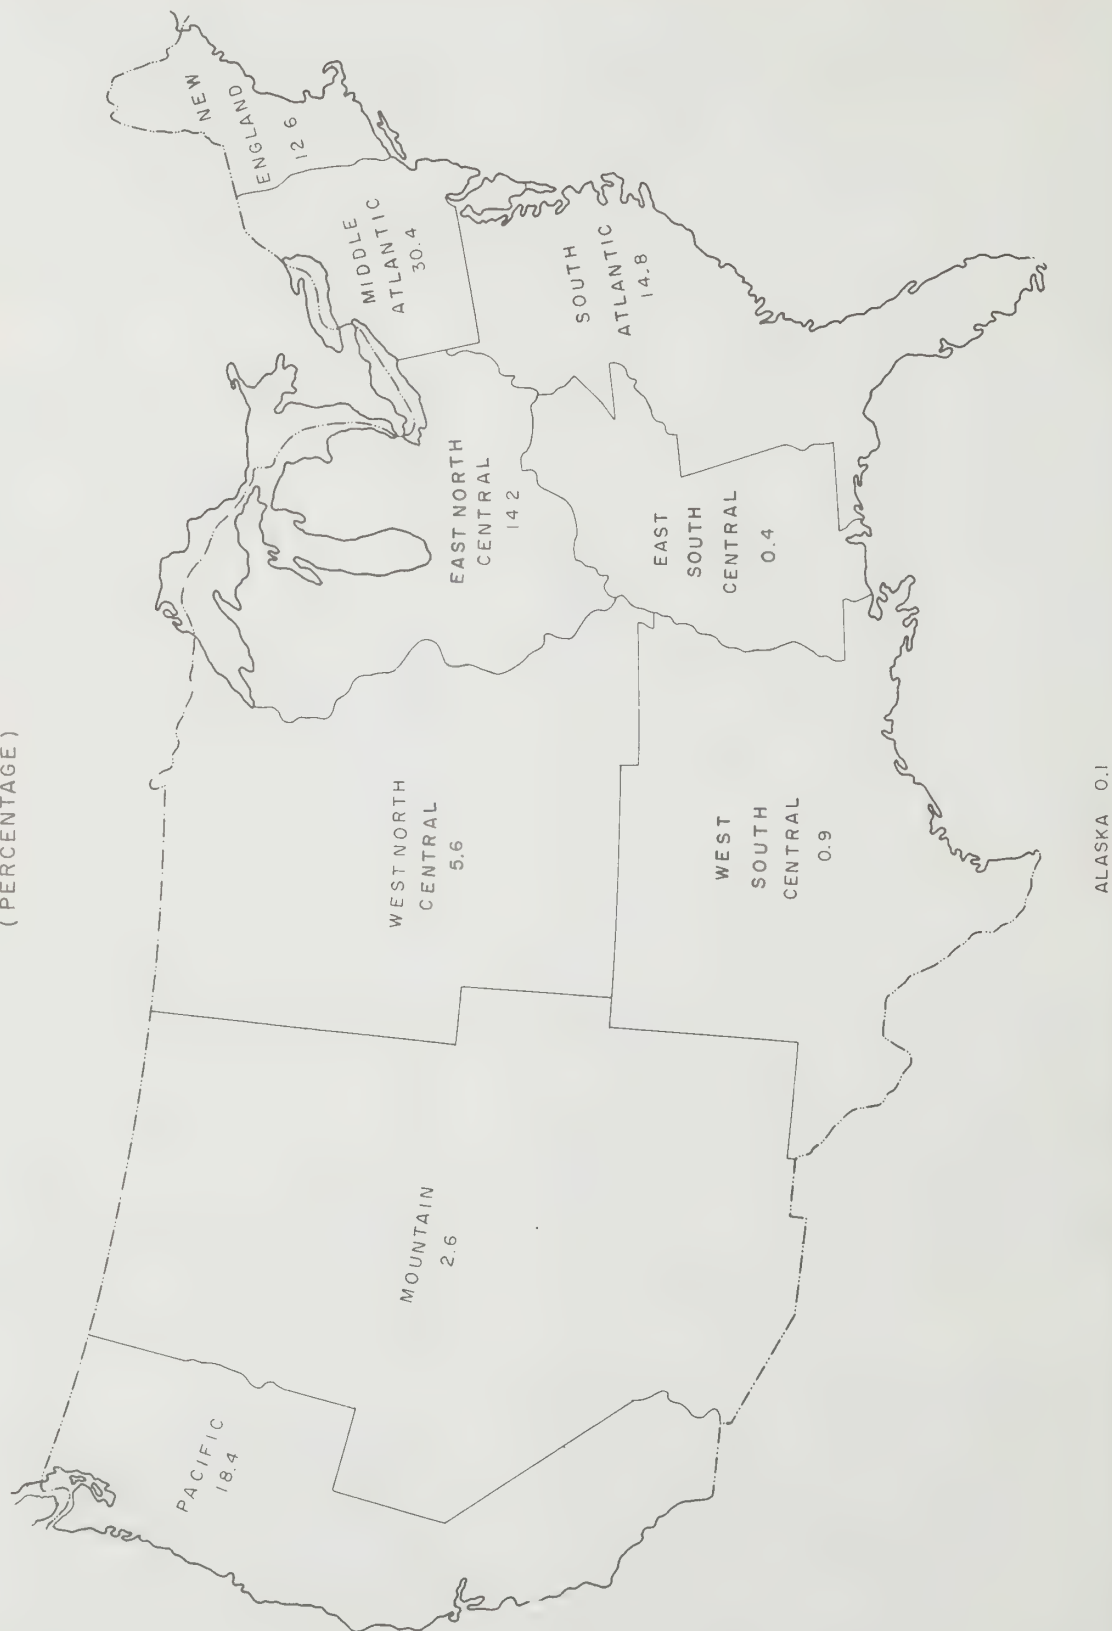 (PERCENTAGE)
PACIFIC
18.4
MOUNTAIN
2.6
WEST NORTH
CENTRAL
5.6
WEST
SOUTH
CENTRAL
0.9
EAST NORTH
CENTRAL
14 2
EAST
SOUTH
CENTRAL
0.4
SOUTH
ATLANTIC
14.8
MIDDLE
ATLANTIC
30.4
NEW
ENGLAND
12 6
ALASKA 0.1